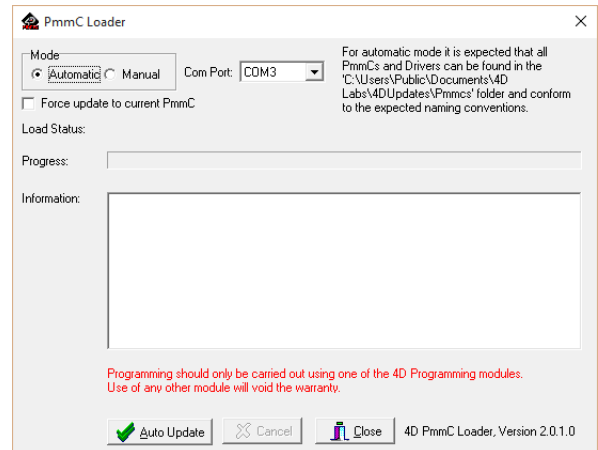 PmmC Loader
Mode
Automatic Manual
Com Port: COM3
For automatic mode it is expected that all
PmmCs and Drivers can be found in the
'C:\Users\Public\Documents\4D
Labs\4DUpdates\Pmmcs' folder and conform
to the expected naming conventions.
Force update to current PmmC
Load Status:
Progress:
Information:
Programming should only be carried out using one of the 4D Programming modules.
Use of any other module will void the warranty.
Auto Update Cancel Close 4D PmmC Loader, Version 2.0.1.0